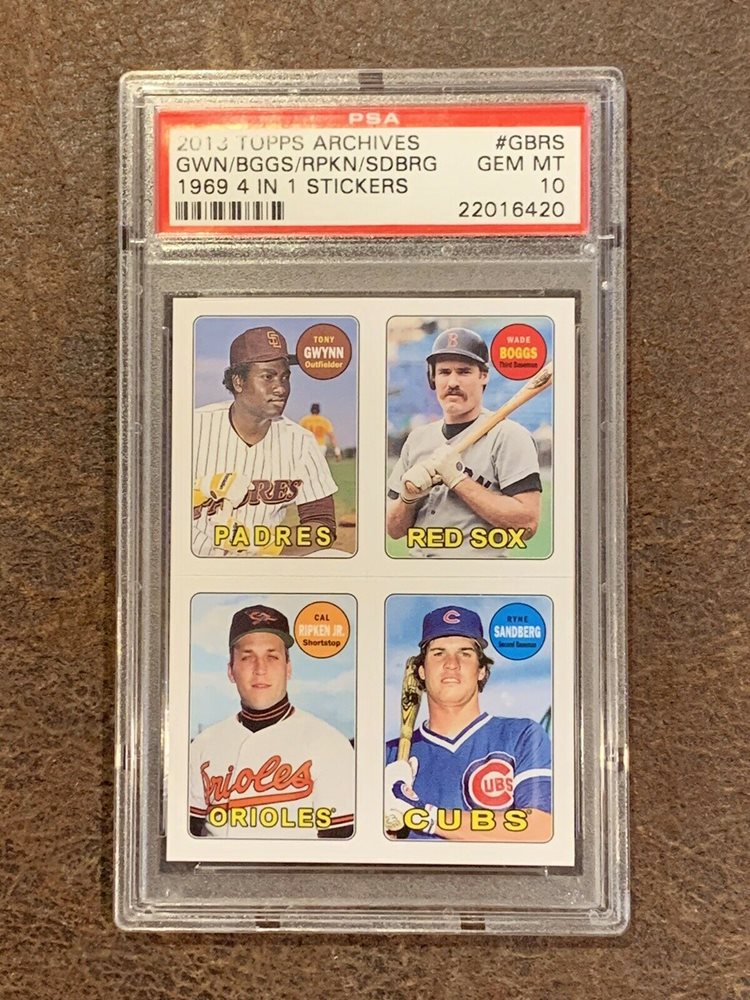 PSA
2013 TOPPS ARCHIVES #GBRS
GWN/BGGS/RPKN/SDBRG GEM MT
1969 4 IN 1 STICKERS 10
22016420
TONY
GWYNN
Outfielder
PADRES
PADRES
WADE
BOGGS
Third Baseman
B
RED SOX
CAL
RIPKEN JR.
Shortstop
Orioles
ORIOLES
RYNE
SANDBERG
Second Baseman
C
CUBS
CUBS